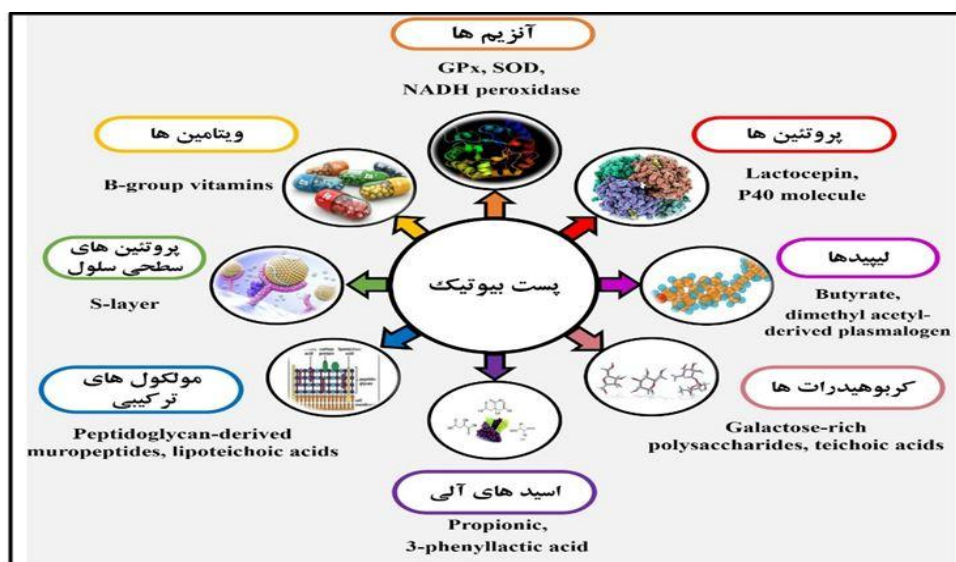 آنزیم ها
GPx, SOD,
NADH peroxidase
پروتئین ها
Lactocepin,
P40 molecule
لیپیدها
Butyrate,
dimethyl acetyl-
derived plasmalogen
کربوهیدرات ها
Galactose-rich
polysaccharides, teichoic acids
اسید های آلی
Propionic,
3-phenyllactic acid
مولکول های
ترکیبی
Peptidoglycan-derived
muropeptides, lipoteichoic acids
پروتئین های
سطحی سلول
S-layer
ویتامین ها
B-group vitamins
پست بیوتیک